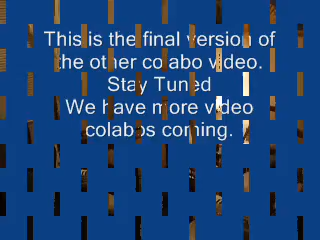 This is the final version of
the other colabo video.
Stay Tuned
We have more video
colabos coming.